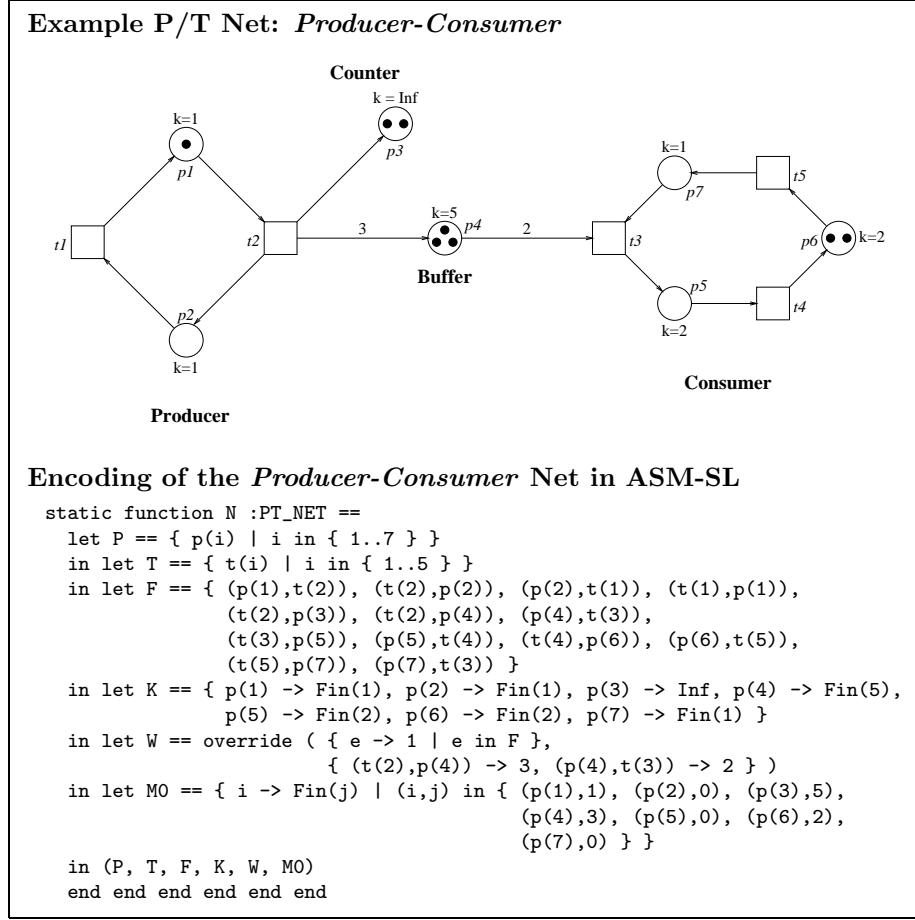 Example P/T Net: Producer-Consumer
Counter
k = Inf
p3
k=1
p1
t1
t2
3
k=5
p4
2
Buffer
p2
k=1
Producer
k=1
p7
t5
t3
p6
k=2
p5
t4
k=2
Consumer
Encoding of the Producer-Consumer Net in ASM-SL
static function N :PT_NET ==
let P == { p(i) | i in { 1..7 } }
in let T == { t(i) | i in { 1..5 } }
in let F == { (p(1),t(2)), (t(2),p(2)), (p(2),t(1)), (t(1),p(1)),
(t(2),p(3)), (t(2),p(4)), (p(4),t(3)),
(t(3),p(5)), (p(5),t(4)), (t(4),p(6)), (p(6),t(5)),
(t(5),p(7)), (p(7),t(3)) }
in let K == { p(1) -> Fin(1), p(2) -> Fin(1), p(3) -> Inf, p(4) -> Fin(5),
p(5) -> Fin(2), p(6) -> Fin(2), p(7) -> Fin(1) }
in let W == override ( { e -> 1 | e in F },
{ (t(2),p(4)) -> 3, (p(4),t(3)) -> 2 } )
in let M0 == { i -> Fin(j) | (i,j) in { (p(1),1), (p(2),0), (p(3),5),
(p(4),3), (p(5),0), (p(6),2),
(p(7),0) } }
in (P, T, F, K, W, M0)
end end end end end end